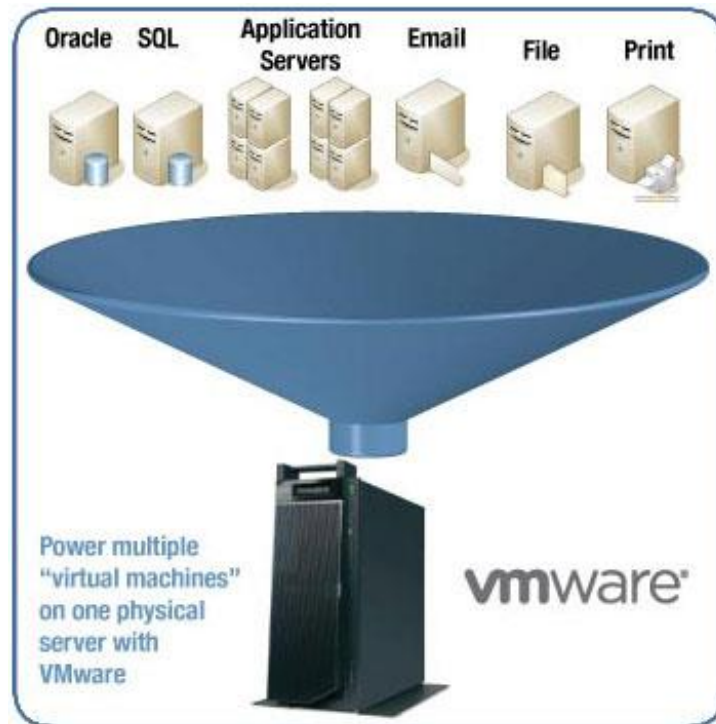 Oracle SQL Application Servers Email File Print
Power multiple
“virtual machines”
on one physical
server with
VMware
vmware®